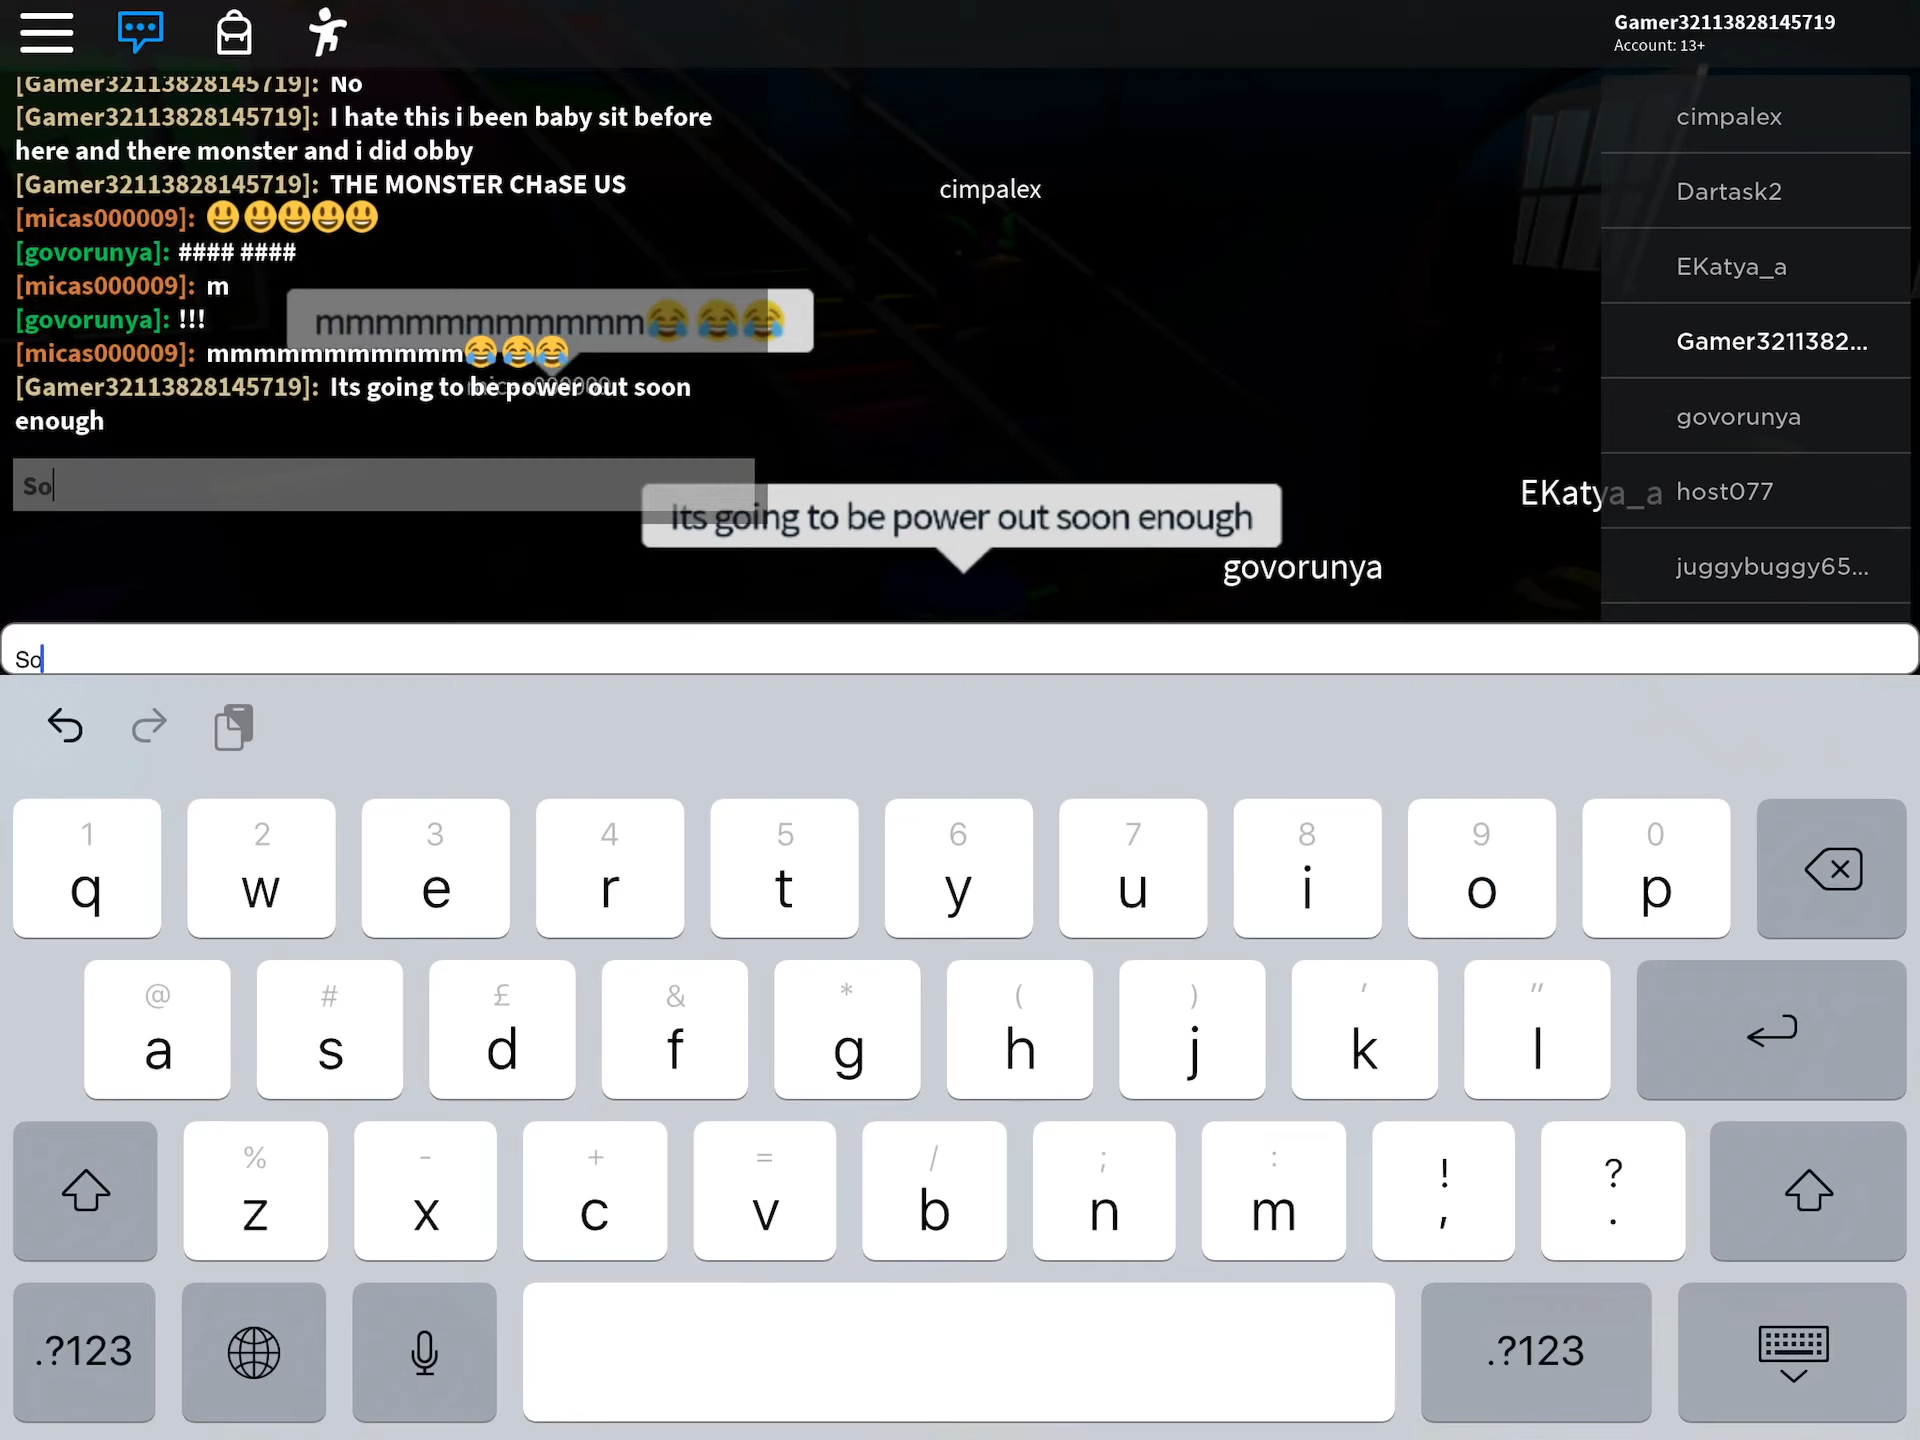 Gamer32113828145719
Account: 13+
[Gamer32113828145719]: No
[Gamer32113828145719]: I hate this i been baby sit before
here and there monster and i did obby
[Gamer32113828145719]: THE MONSTER CHaSE US
[micas000009]: 😃😃😃😃😃
[govorunya]: #### ####
[micas000009]: m
[govorunya]: !!!
[micas000009]: mmmmmmmmmmmm😂😂😂
[Gamer32113828145719]: Its going to be power out soon
enough
So
mmmmmmmmmmmm😂😂😂
micas000009
cimpalex
Its going to be power out soon enough
EKatya_a
govorunya
cimpalex
Dartask2
EKatya_a
Gamer3211382...
govorunya
host077
juggybuggy65...
So
1 2 3 4 5 6 7 8 9 0
q w e r t y u i o p
@ # £ & * ( ) ' "
a s d f g h j k l
% - + = / ; : ! ?
z x c v b n m , .
.?123 .?123